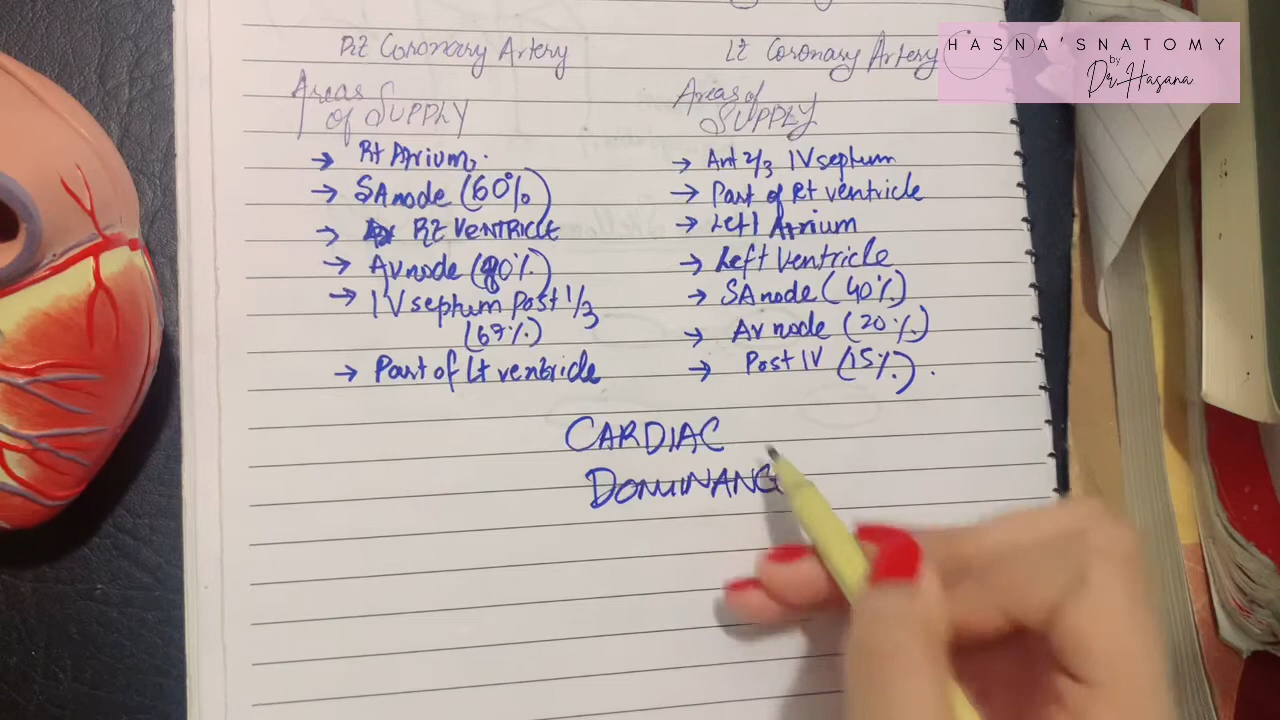 Rt Coronary Artery
Areas
of SUPPLY
→ Rt Atrium.
→ SA node (60%)
→ Rt VENTRICLE
→ AV node (80%)
→ IV septum Post 1/3
(67%)
→ Part of Lt ventricle
Lt Coronary Artery
Areas of
SUPPLY
→ Ant 2/3 IV septum
→ Part of Rt ventricle
→ Left Atrium
→ Left ventricle
→ SA node (40%)
→ AV node (20%)
→ Post IV (15%).
CARDIAC
DOMINANC
HASNA'SNATOMY
by
Dr.Hasana